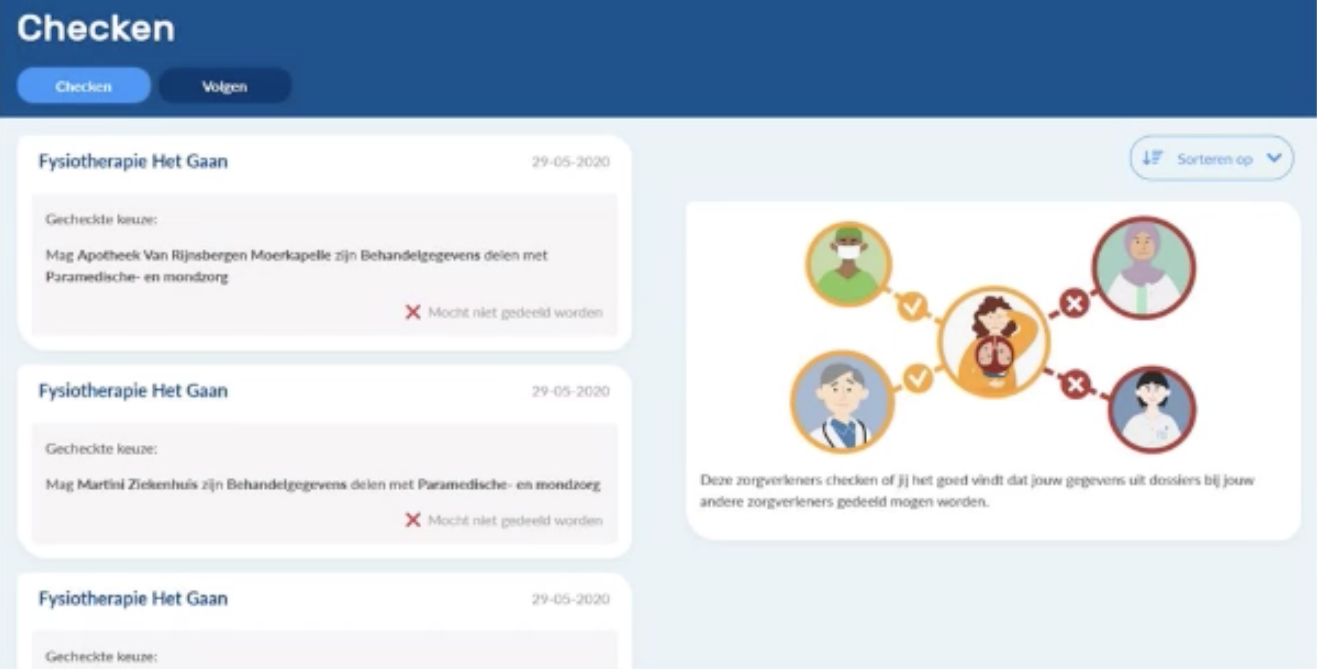 Checken
Checken
Volgen
Fysiotherapie Het Gaan
29-05-2020
Gecheckte keuze:
Mag Apotheek Van Rijnsbergen Moerkapelle zijn Behandelgegevens delen met
Paramedische- en mondzorg
Mocht niet gedeeld worden
Fysiotherapie Het Gaan
29-05-2020
Gecheckte keuze:
Mag Martini Ziekenhuis zijn Behandelgegevens delen met Paramedische- en mondzorg
Mocht niet gedeeld worden
Fysiotherapie Het Gaan
29-05-2020
Gecheckte keuze:
Sorteren op
Deze zorgverleners checken of jij het goed vindt dat jouw gegevens uit dossiers bij jouw
andere zorgverleners gedeeld mogen worden.